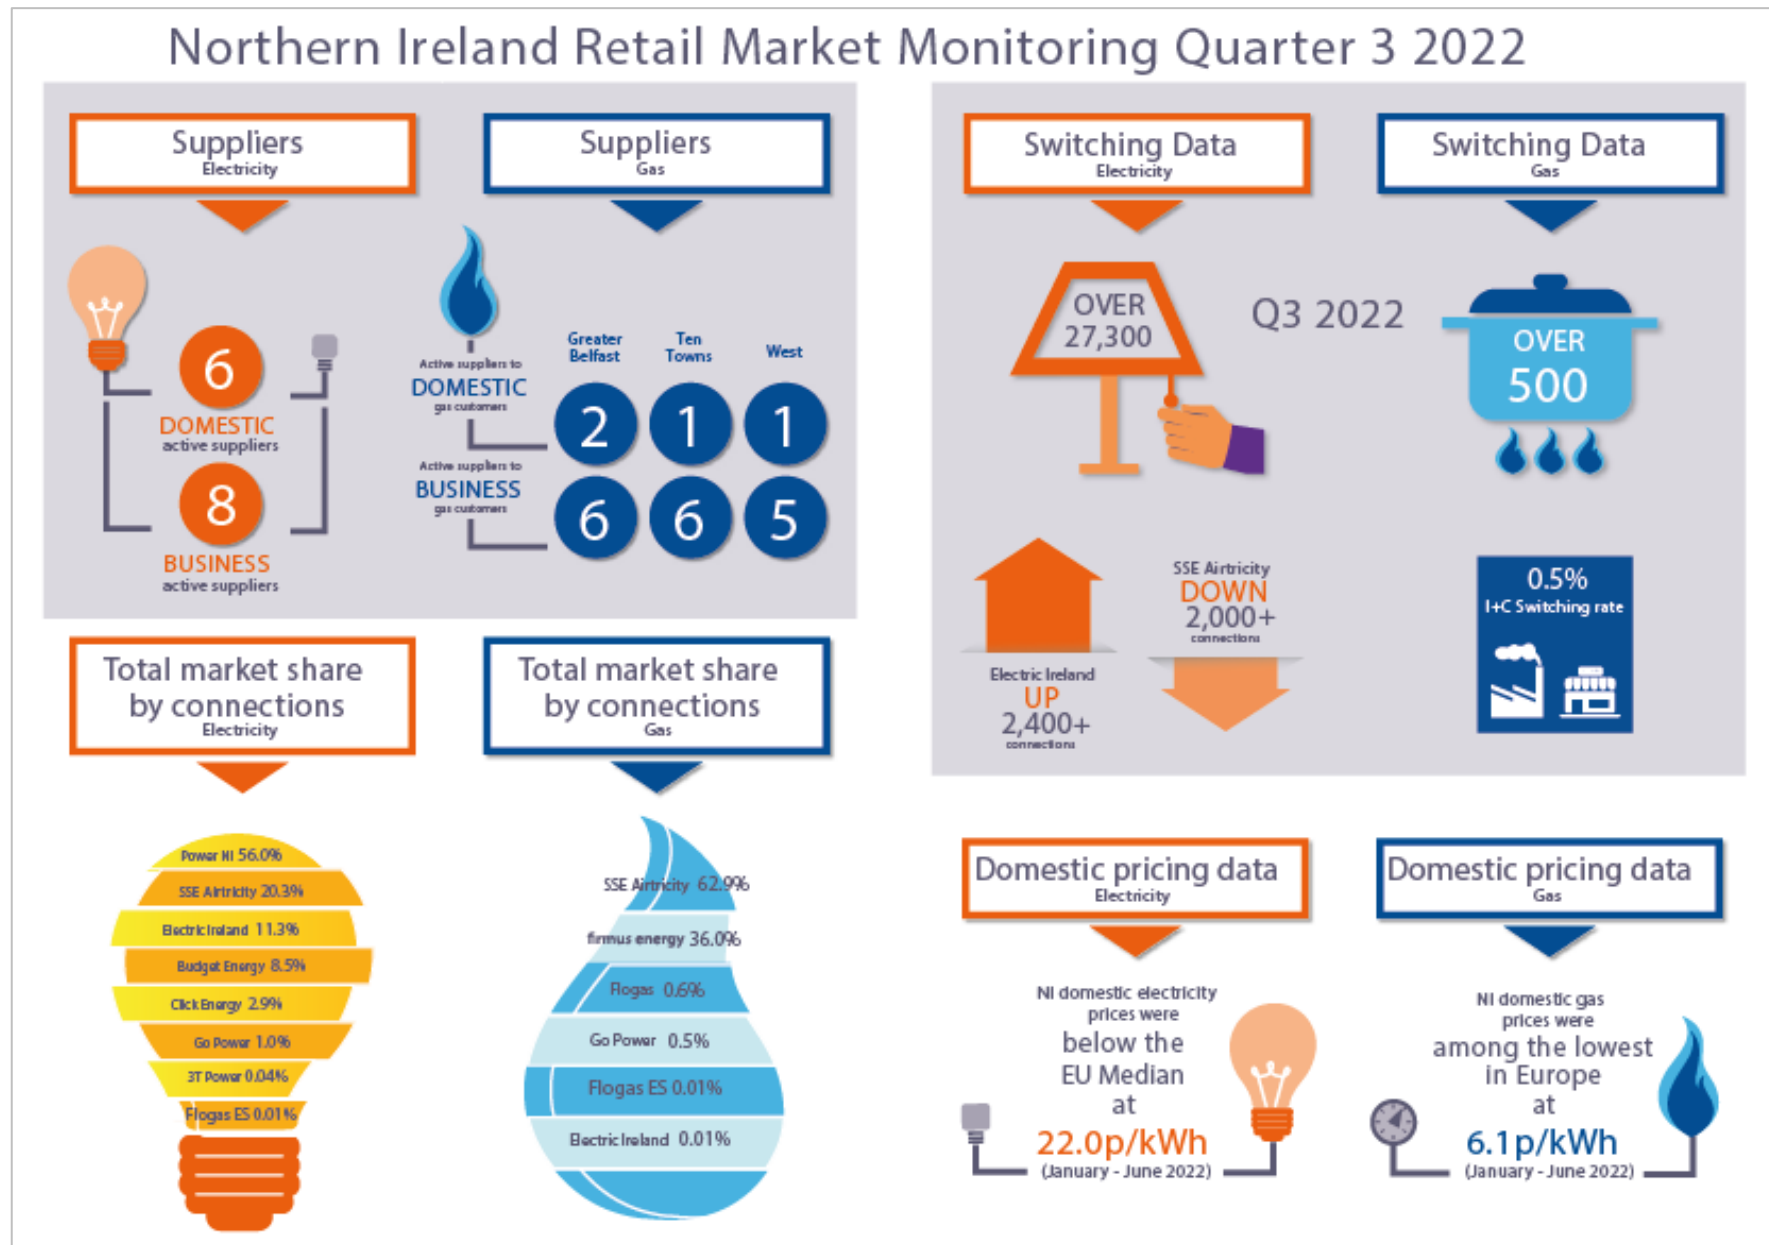 Northern Ireland Retail Market Monitoring Quarter 3 2022
Suppliers
Electricity
6
DOMESTIC
active suppliers
8
BUSINESS
active suppliers
Suppliers
Gas
Greater
Belfast
Ten
Towns
West
Active suppliers to
DOMESTIC
gas customers
2 1 1
Active suppliers to
BUSINESS
gas customers
6 6 5
Switching Data
Electricity
Switching Data
Gas
OVER
27,300
Q3 2022
OVER
500
Electric Ireland
UP
2,400+
connections
SSE Airtricity
DOWN
2,000+
connections
0.5%
I+C Switching rate
Total market share
by connections
Electricity
Power NI 56.0%
SSE Airtricity 20.3%
Electric Ireland 11.3%
Budget Energy 8.5%
Click Energy 2.9%
Go Power 1.0%
3T Power 0.04%
Flogas ES 0.01%
Total market share
by connections
Gas
SSE Airtricity 62.9%
firmus energy 36.0%
Flogas 0.6%
Go Power 0.5%
Flogas ES 0.01%
Electric Ireland 0.01%
Domestic pricing data
Electricity
NI domestic electricity
prices were
below the
EU Median
at
22.0p/kWh
(January - June 2022)
Domestic pricing data
Gas
NI domestic gas
prices were
among the lowest
in Europe
at
6.1p/kWh
(January - June 2022)